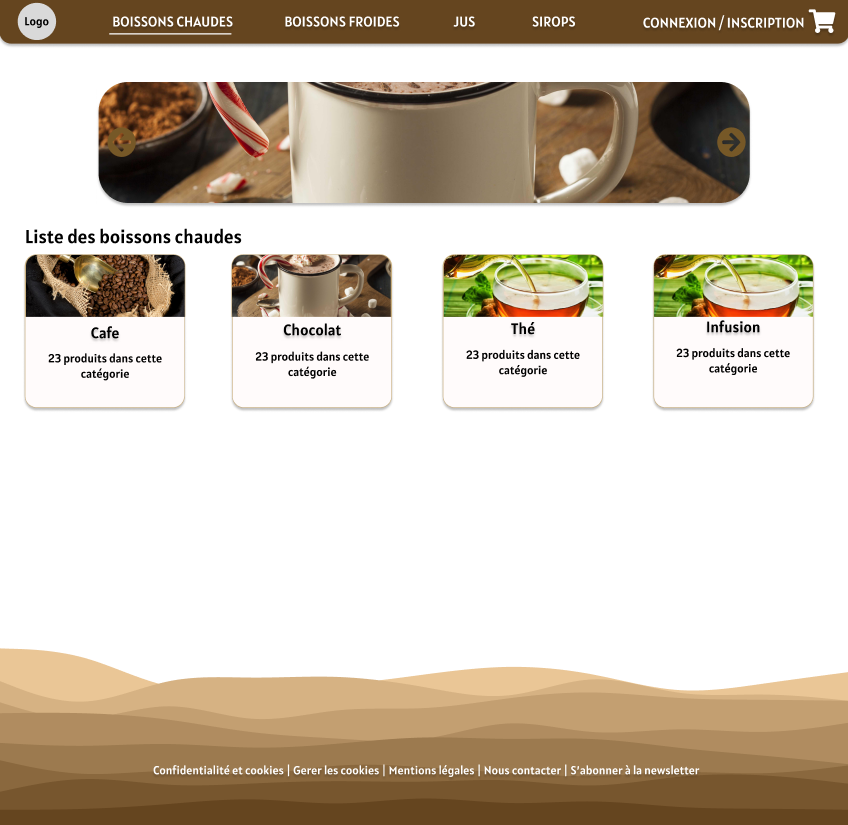 Logo
BOISSONS CHAUDES
BOISSONS FROIDES
JUS
SIROPS
CONNEXION / INSCRIPTION
Liste des boissons chaudes
Cafe
23 produits dans cette
catégorie
Chocolat
23 produits dans cette
catégorie
Thé
23 produits dans cette
catégorie
Infusion
23 produits dans cette
catégorie
Confidentialité et cookies | Gerer les cookies | Mentions légales | Nous contacter | S'abonner à la newsletter